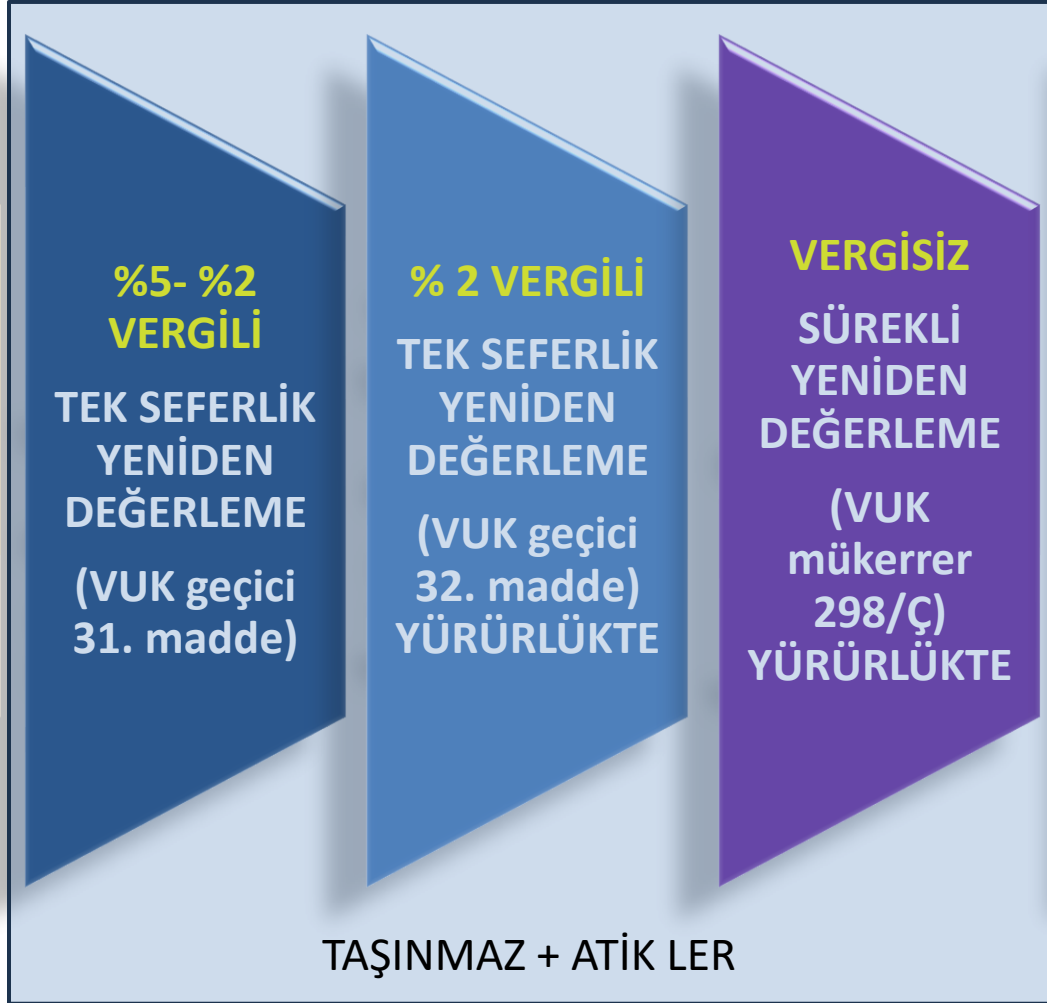 %5- %2
VERGİLİ
TEK SEFERLİK
YENİDEN
DEĞERLEME
(VUK geçici
31. madde)
% 2 VERGİLİ
TEK SEFERLİK
YENİDEN
DEĞERLEME
(VUK geçici
32. madde)
YÜRÜRLÜKTE
VERGİSİZ
SÜREKLİ
YENİDEN
DEĞERLEME
(VUK
mükerrer
298/Ç)
YÜRÜRLÜKTE
TAŞINMAZ + ATİK LER